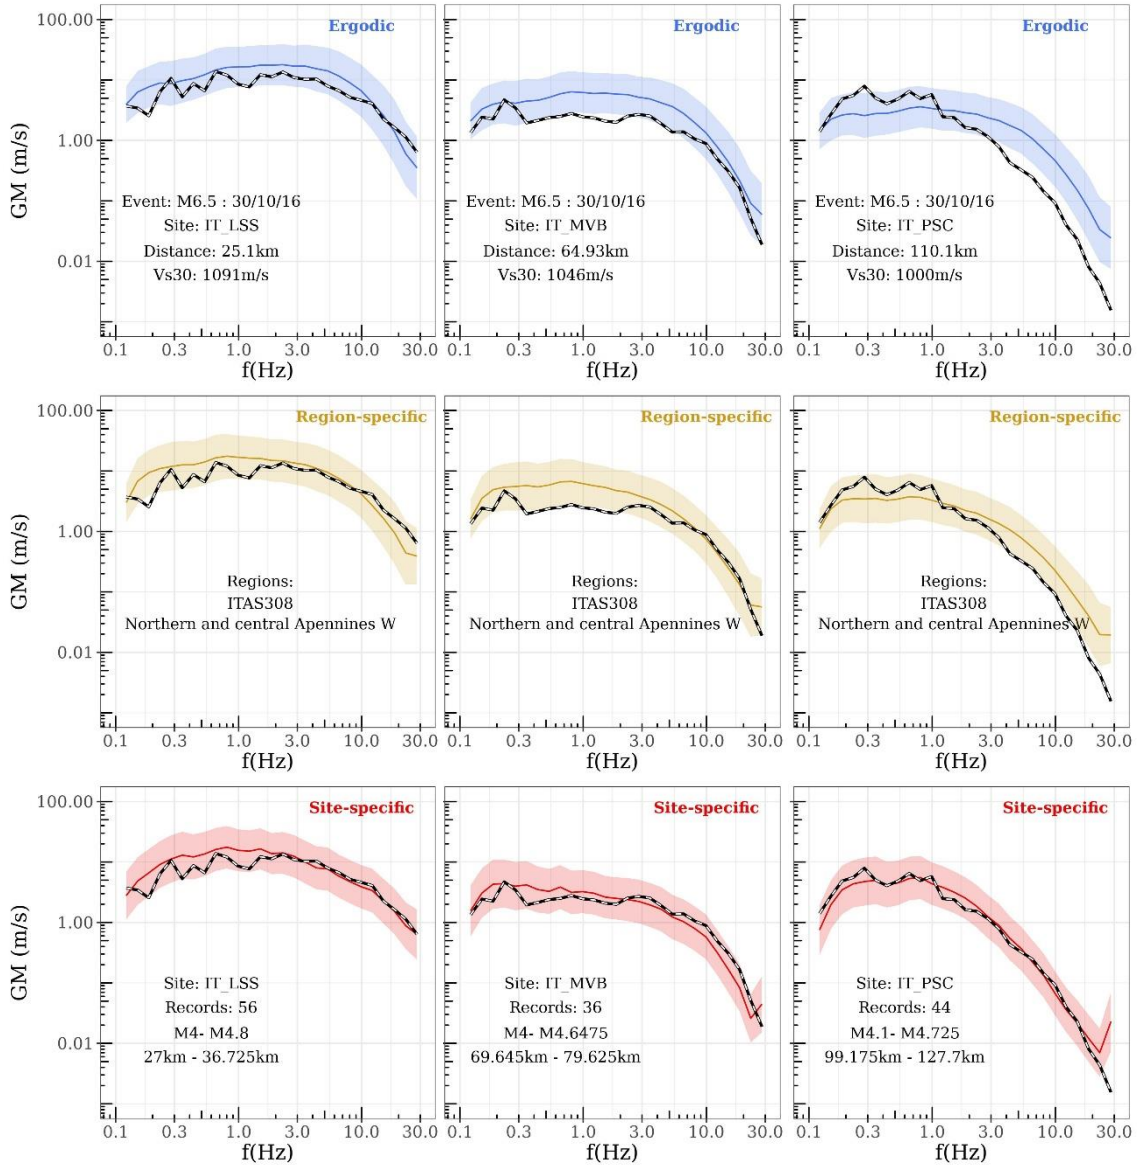 Ergodic
Ergodic
Ergodic
100.00
1.00
0.01
GM (m/s)
Event: M6.5 : 30/10/16
Site: IT_LSS
Distance: 25.1km
Vs30: 1091m/s
Event: M6.5 : 30/10/16
Site: IT_MVB
Distance: 64.93km
Vs30: 1046m/s
Event: M6.5 : 30/10/16
Site: IT_PSC
Distance: 110.1km
Vs30: 1000m/s
0.1 0.3 1.0 3.0 10.0 30.0
0.1 0.3 1.0 3.0 10.0 30.0
0.1 0.3 1.0 3.0 10.0 30.0
f(Hz)
f(Hz)
f(Hz)
Region-specific
Region-specific
Region-specific
100.00
1.00
0.01
GM (m/s)
Regions:
ITAS308
Northern and central Apennines W
Regions:
ITAS308
Northern and central Apennines W
Regions:
ITAS308
Northern and central Apennines W
0.1 0.3 1.0 3.0 10.0 30.0
0.1 0.3 1.0 3.0 10.0 30.0
0.1 0.3 1.0 3.0 10.0 30.0
f(Hz)
f(Hz)
f(Hz)
Site-specific
Site-specific
Site-specific
100.00
1.00
0.01
GM (m/s)
Site: IT_LSS
Records: 56
M4- M4.8
27km - 36.725km
Site: IT_MVB
Records: 36
M4- M4.6475
69.645km - 79.625km
Site: IT_PSC
Records: 44
M4.1- M4.725
99.175km - 127.7km
0.1 0.3 1.0 3.0 10.0 30.0
0.1 0.3 1.0 3.0 10.0 30.0
0.1 0.3 1.0 3.0 10.0 30.0
f(Hz)
f(Hz)
f(Hz)